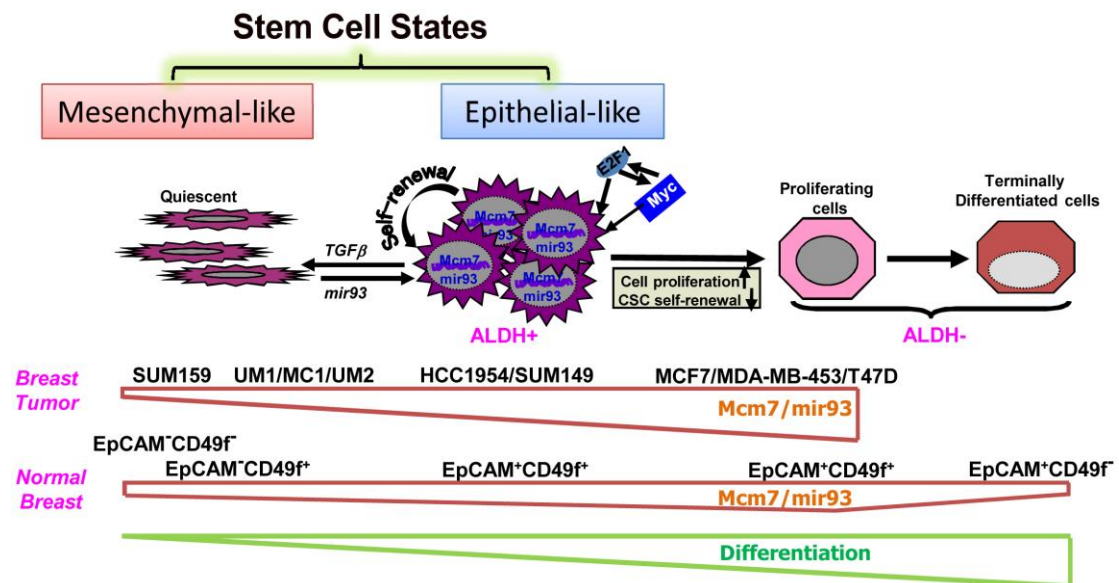 Stem Cell States
Mesenchymal-like
Epithelial-like
Quiescent
Self-renewal
E2F1
Myc
Proliferating
cells
Terminally
Differentiated cells
Mcm7
mir93
Mcm7
mir93
Mcm7
mir93
Mcm7
mir93
TGFβ
mir93
Cell proliferation
CSC self-renewal
ALDH+
ALDH-
Breast
Tumor
SUM159
UM1/MC1/UM2
HCC1954/SUM149
MCF7/MDA-MB-453/T47D
Mcm7/mir93
EpCAM⁻CD49f⁻
EpCAM⁻CD49f⁺
EpCAM⁺CD49f⁺
EpCAM⁺CD49f⁺
EpCAM⁺CD49f⁻
Normal
Breast
Mcm7/mir93
Differentiation